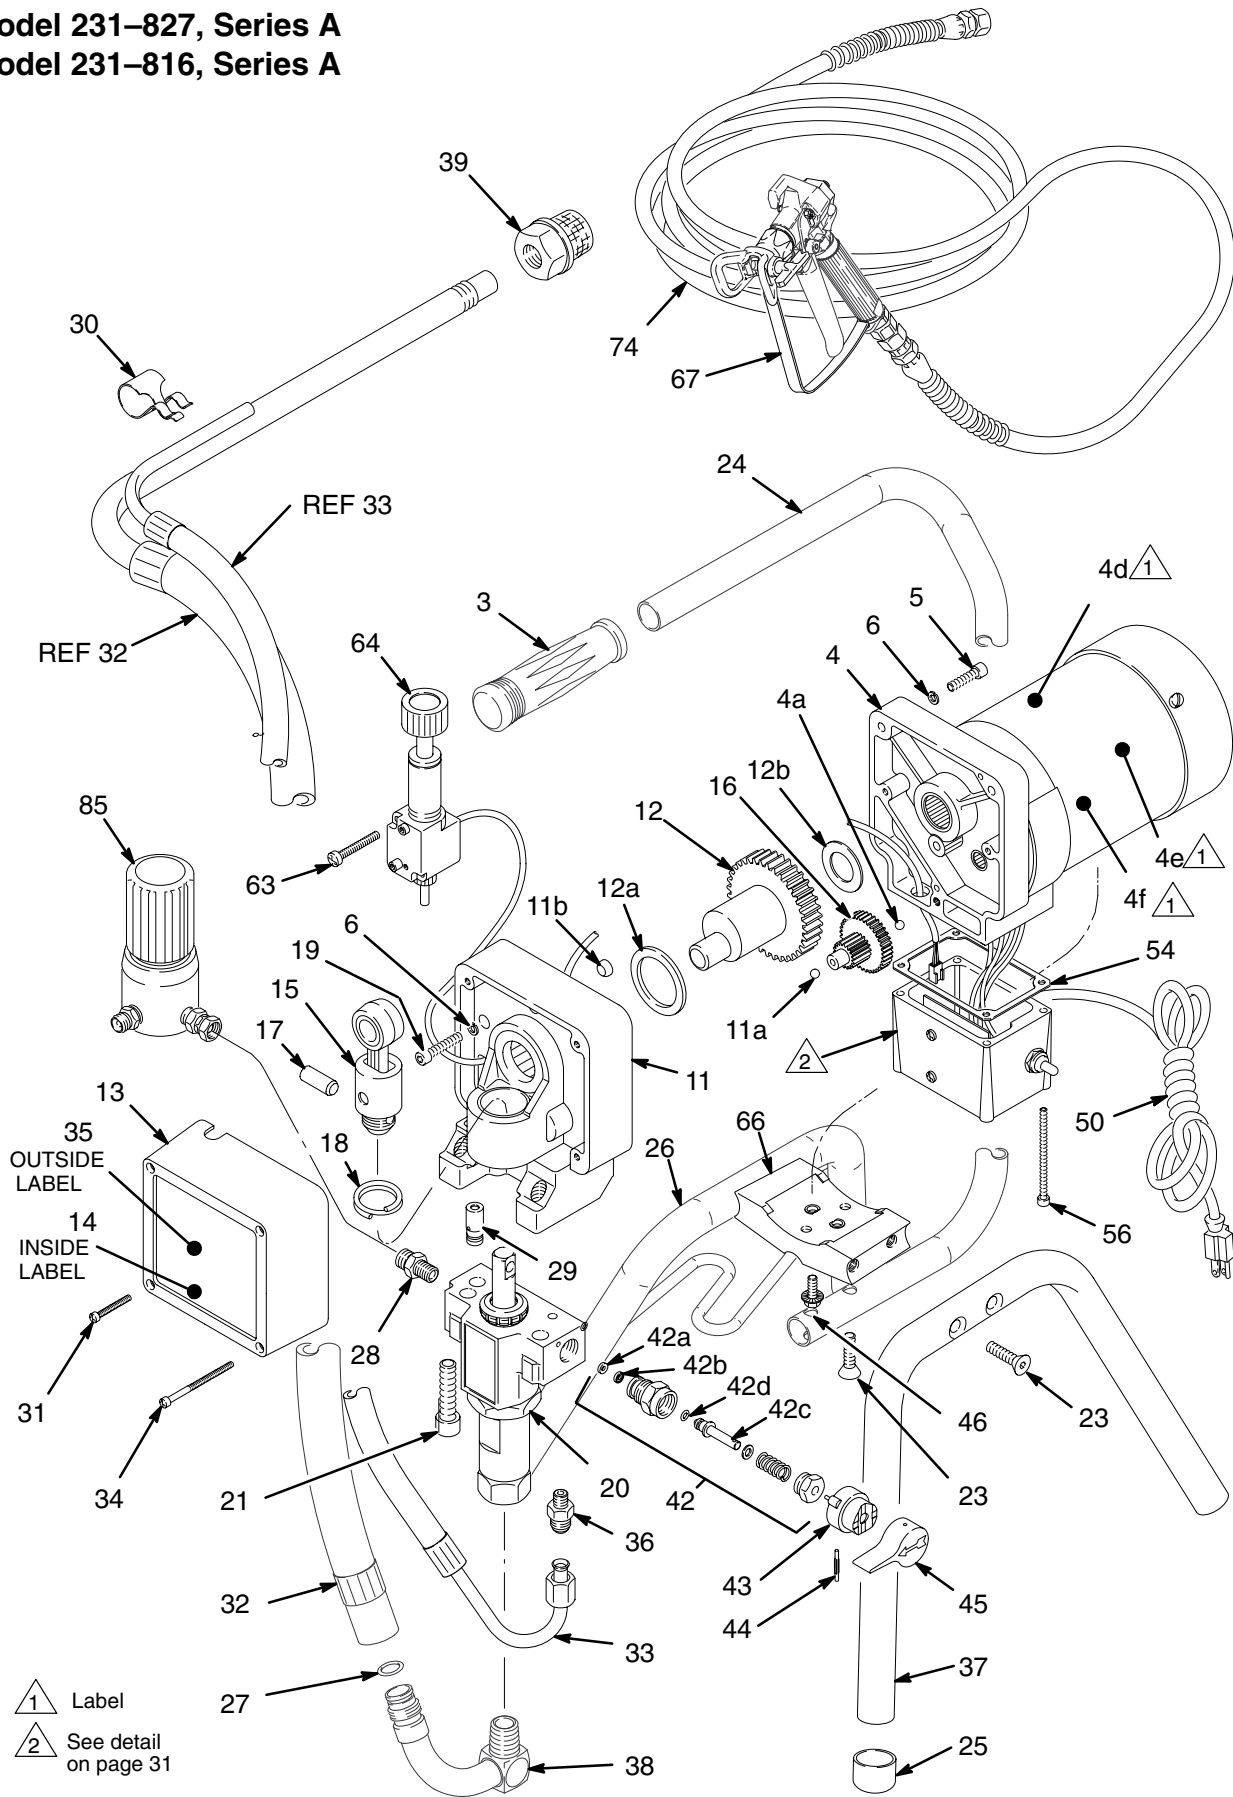 odel 231–827, Series A
odel 231–816, Series A
39
30
74
67
24
REF 33
REF 32
4d 1
5
6
3
4
64
4a
12b
16
12
85
4e 1
4f 1
63
12a
11b
6
19
54
15
11a
17
2
11
13
50
66
35
OUTSIDE
LABEL
18
26
14
INSIDE
LABEL
56
29
28
42a
42b
42d
42c
31
46
23
34
21
20
42
23
36
43
32
44
45
33
37
27
1 Label
2 See detail
on page 31
25
38